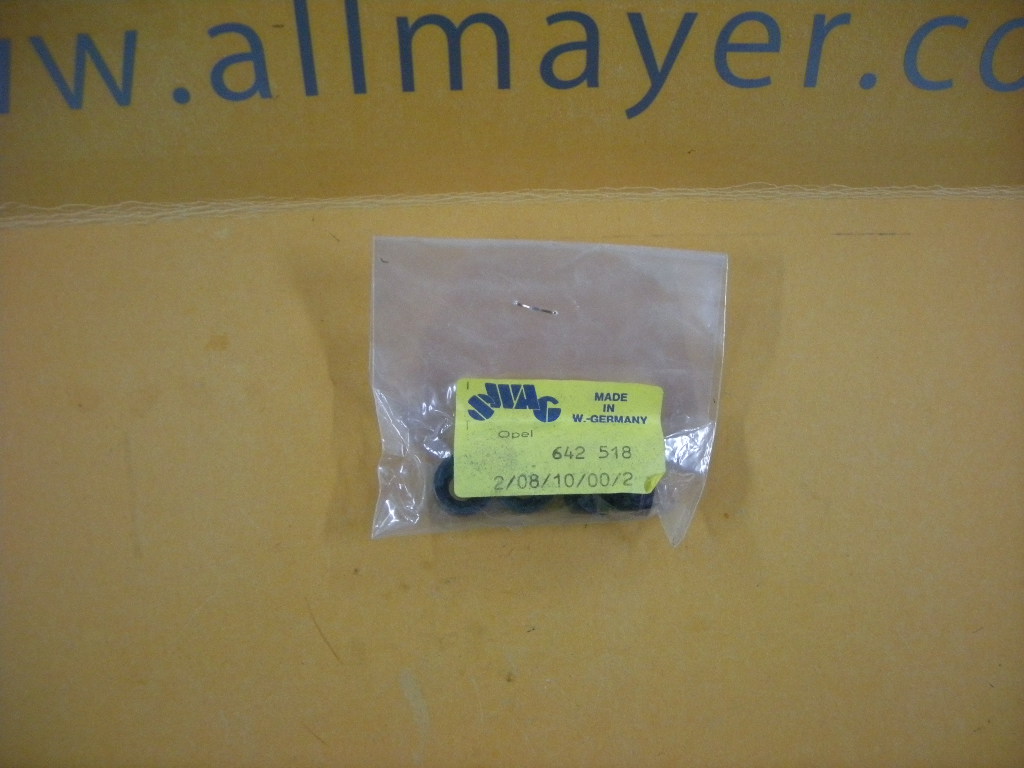 w.allmayer.co
SWAG
MADE
IN
W.-GERMANY
Opel
642 518
2/08/10/00/2